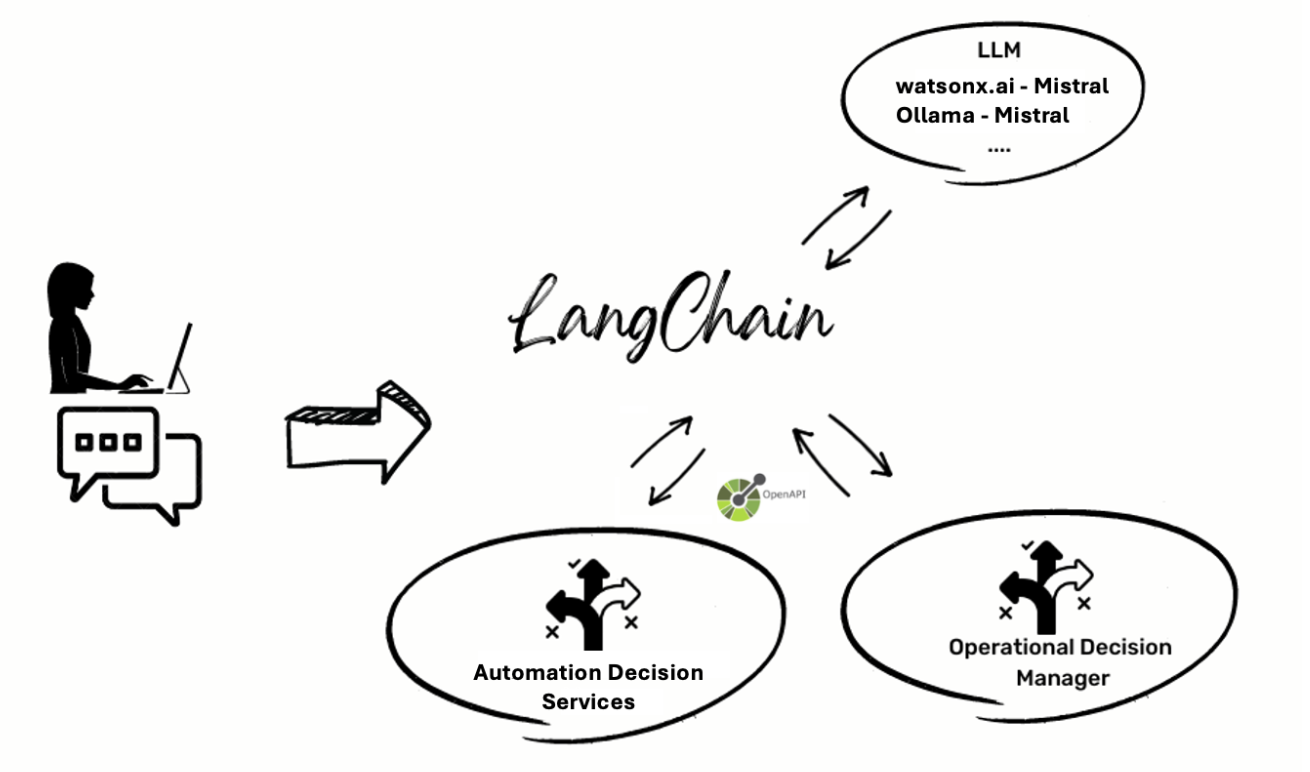 LLM
watsonx.ai - Mistral
Ollama - Mistral
....
LangChain
OpenAPI
Automation Decision
Services
Operational Decision
Manager